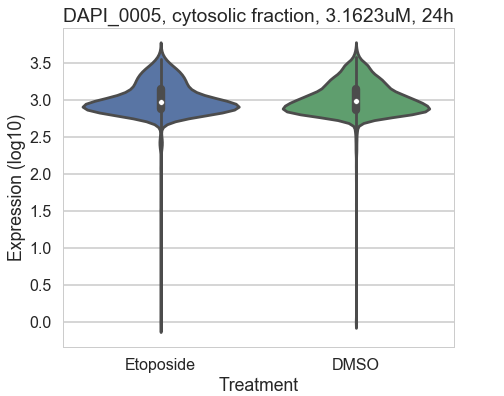 DAPI_0005, cytosolic fraction, 3.1623uM, 24h
Expression (log10)
3.5
3.0
2.5
2.0
1.5
1.0
0.5
0.0
Etoposide
DMSO
Treatment